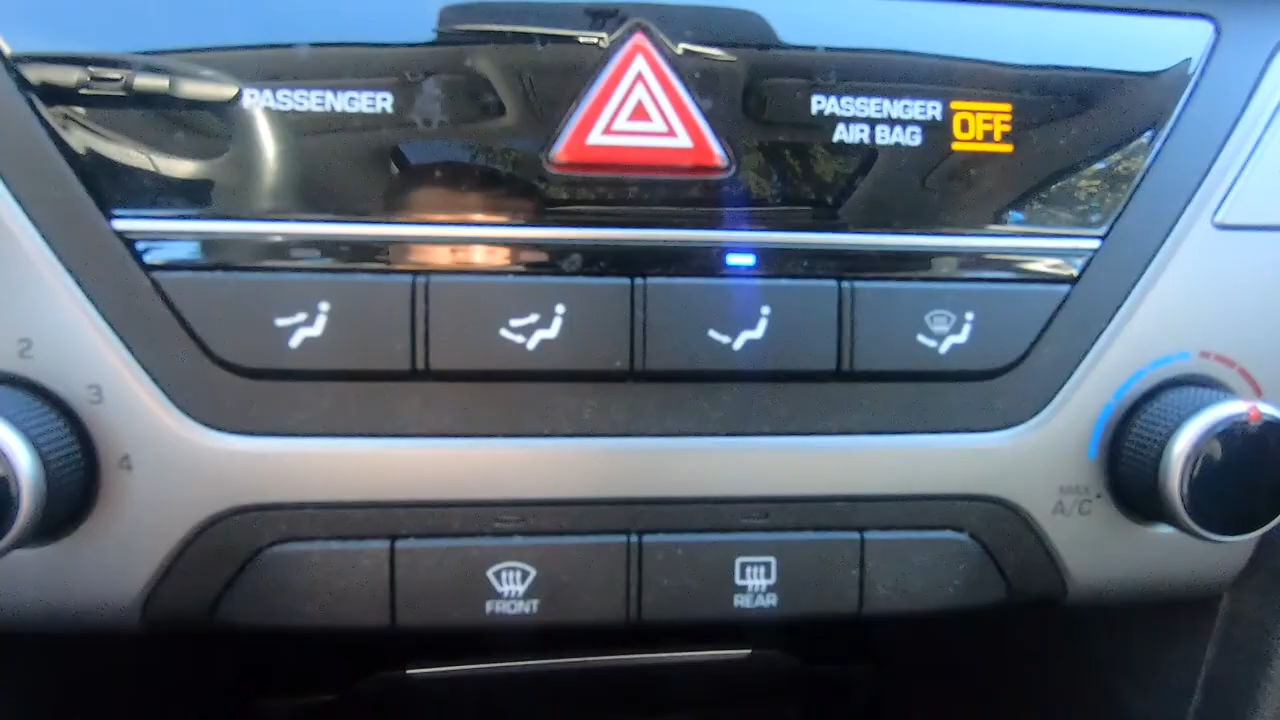 PASSENGER
PASSENGER
AIR BAG
OFF
2
3
4
MAX
A/C
FRONT
REAR